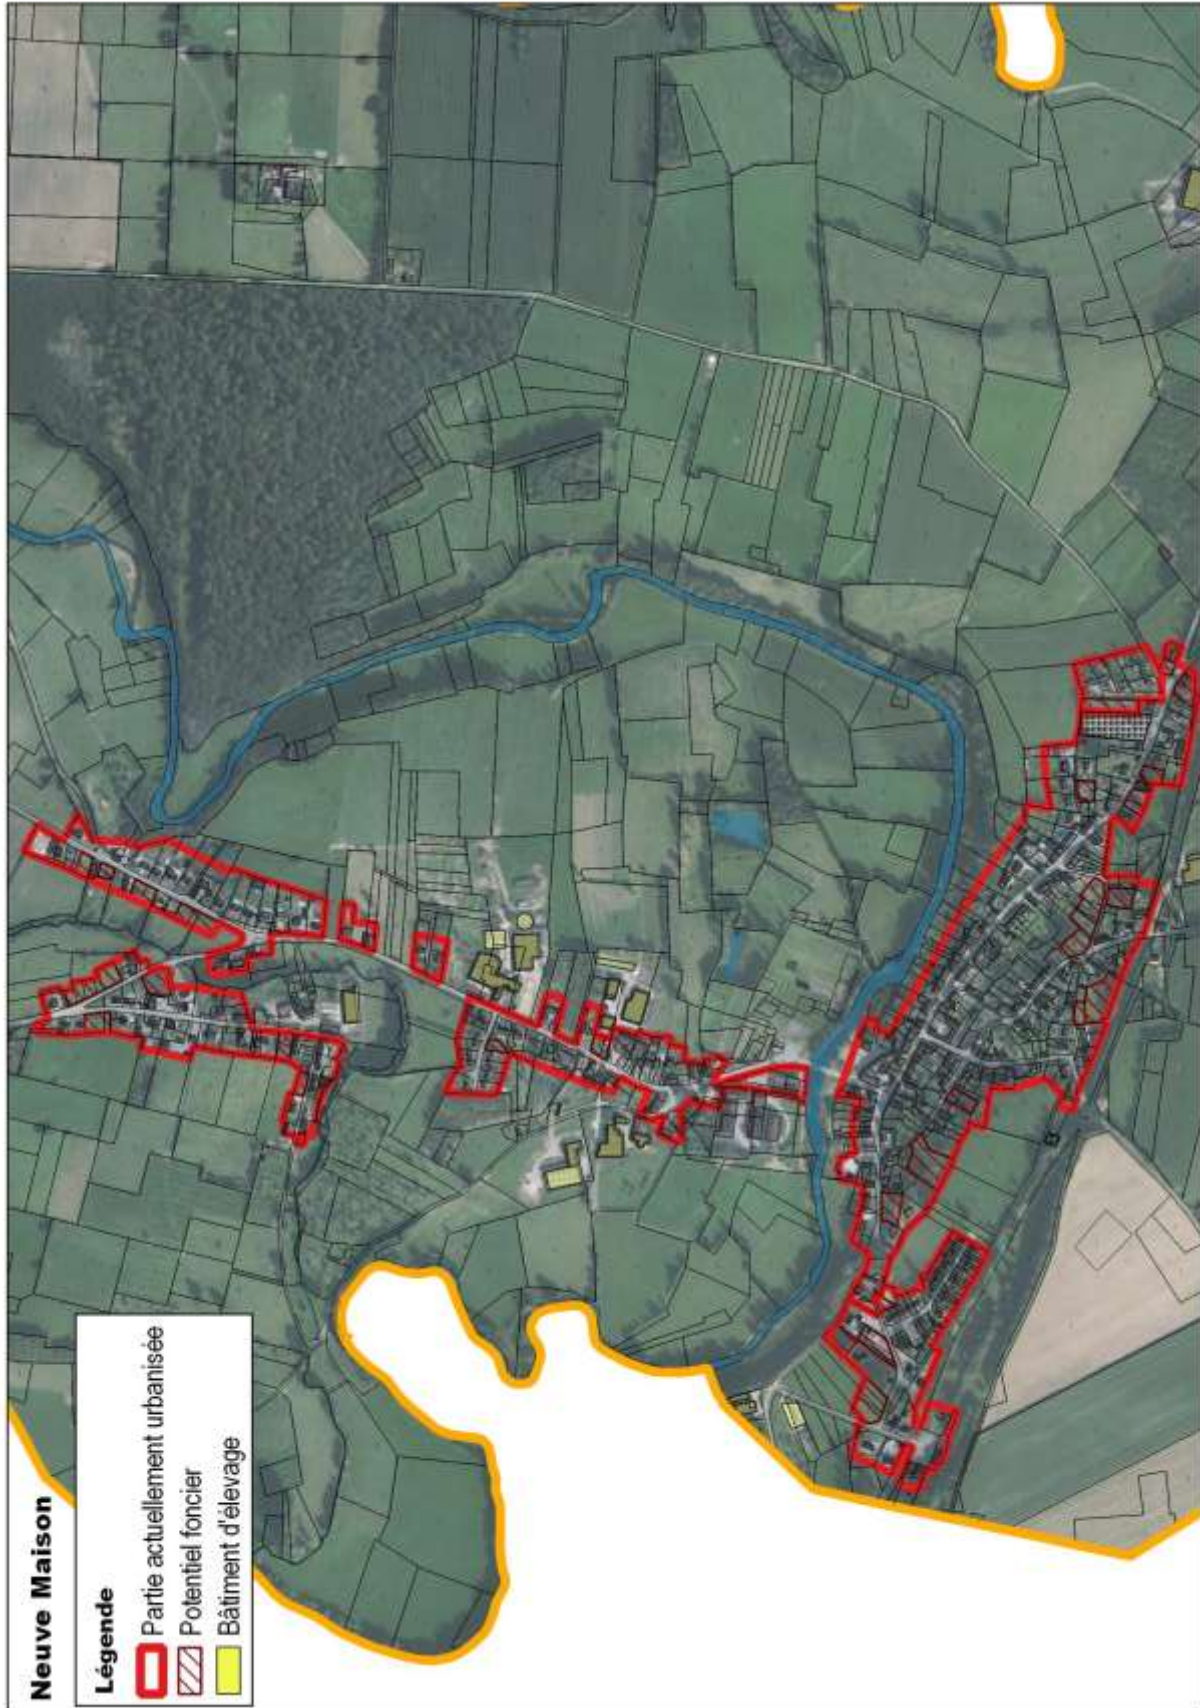 Neuve Maison
Légende
Partie actuellement urbanisée
Potentiel foncier
Bâtiment d'élevage